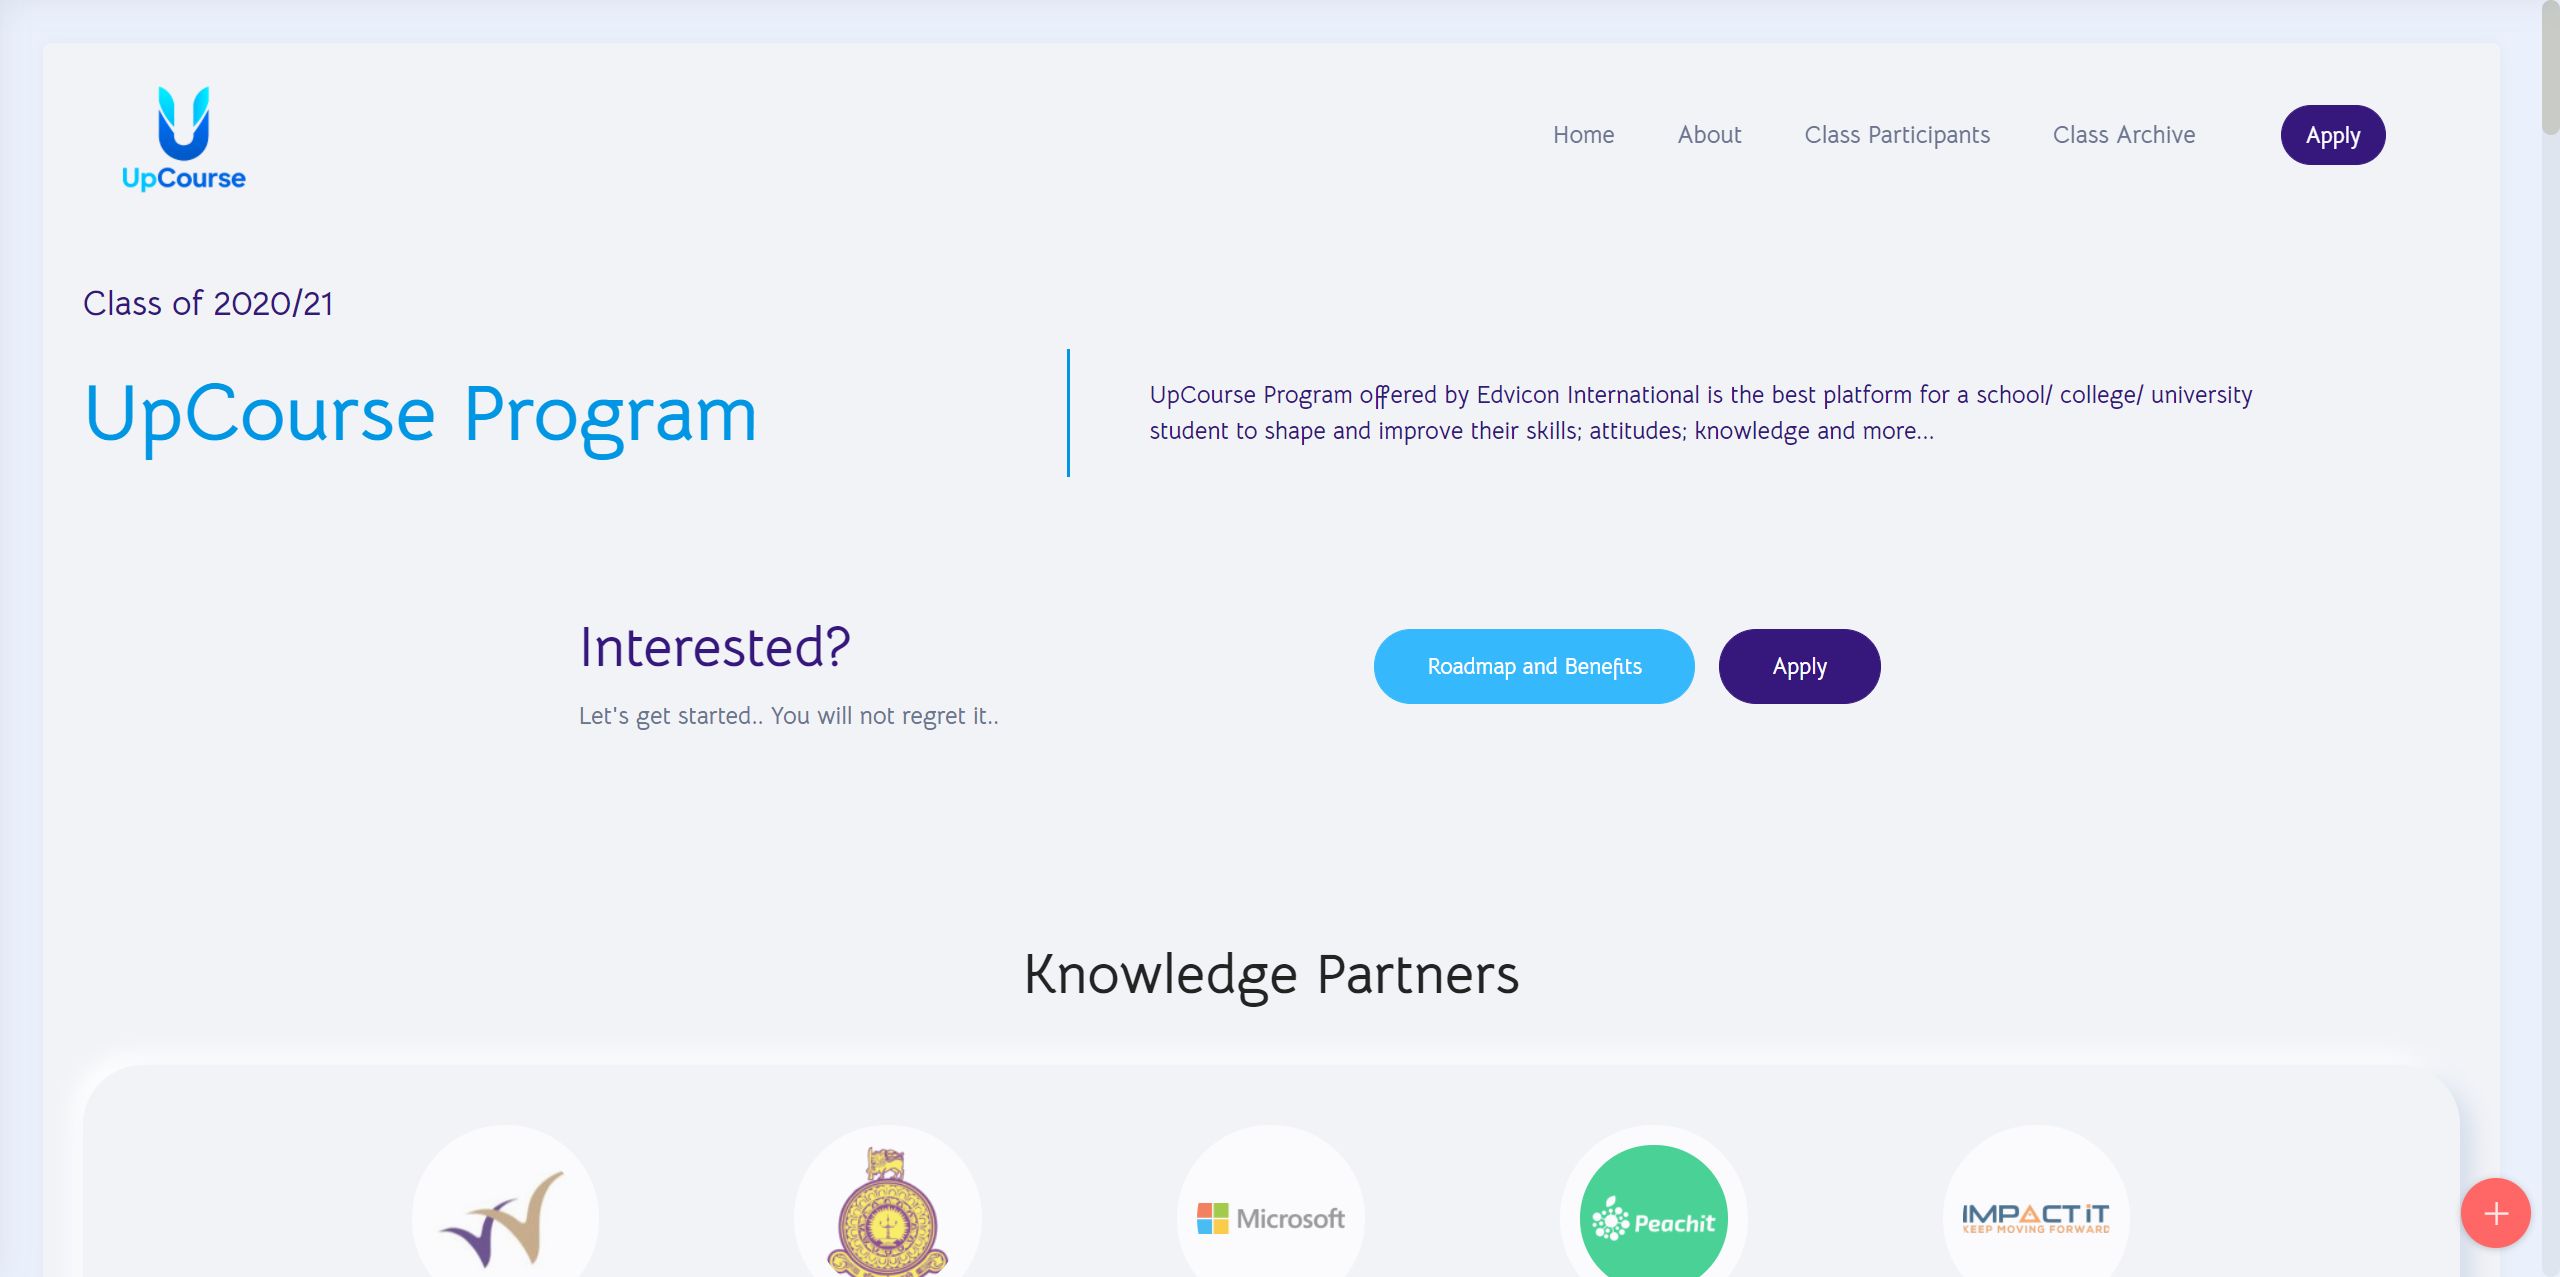 UpCourse
Home
About
Class Participants
Class Archive
Apply
Class of 2020/21
UpCourse Program
UpCourse Program offered by Edvicon International is the best platform for a school/ college/ university
student to shape and improve their skills; attitudes; knowledge and more...
Interested?
Let's get started.. You will not regret it..
Roadmap and Benefits
Apply
Knowledge Partners
Microsoft
Peachit
IMPACT iT
KEEP MOVING FORWARD